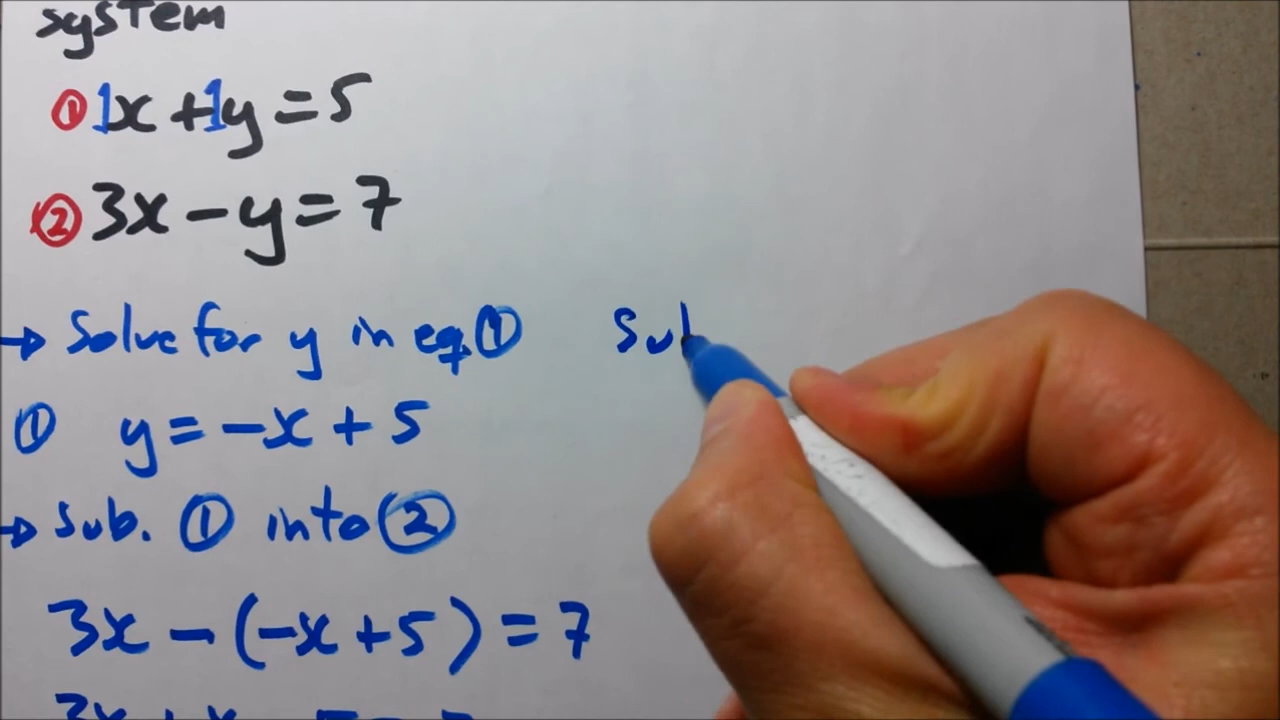 system
① 1x + 1y = 5
② 3x - y = 7
→ Solve for y in eq. ①
① y = -x + 5
→ Sub. ① into ②
3x - (-x + 5) = 7
Sub